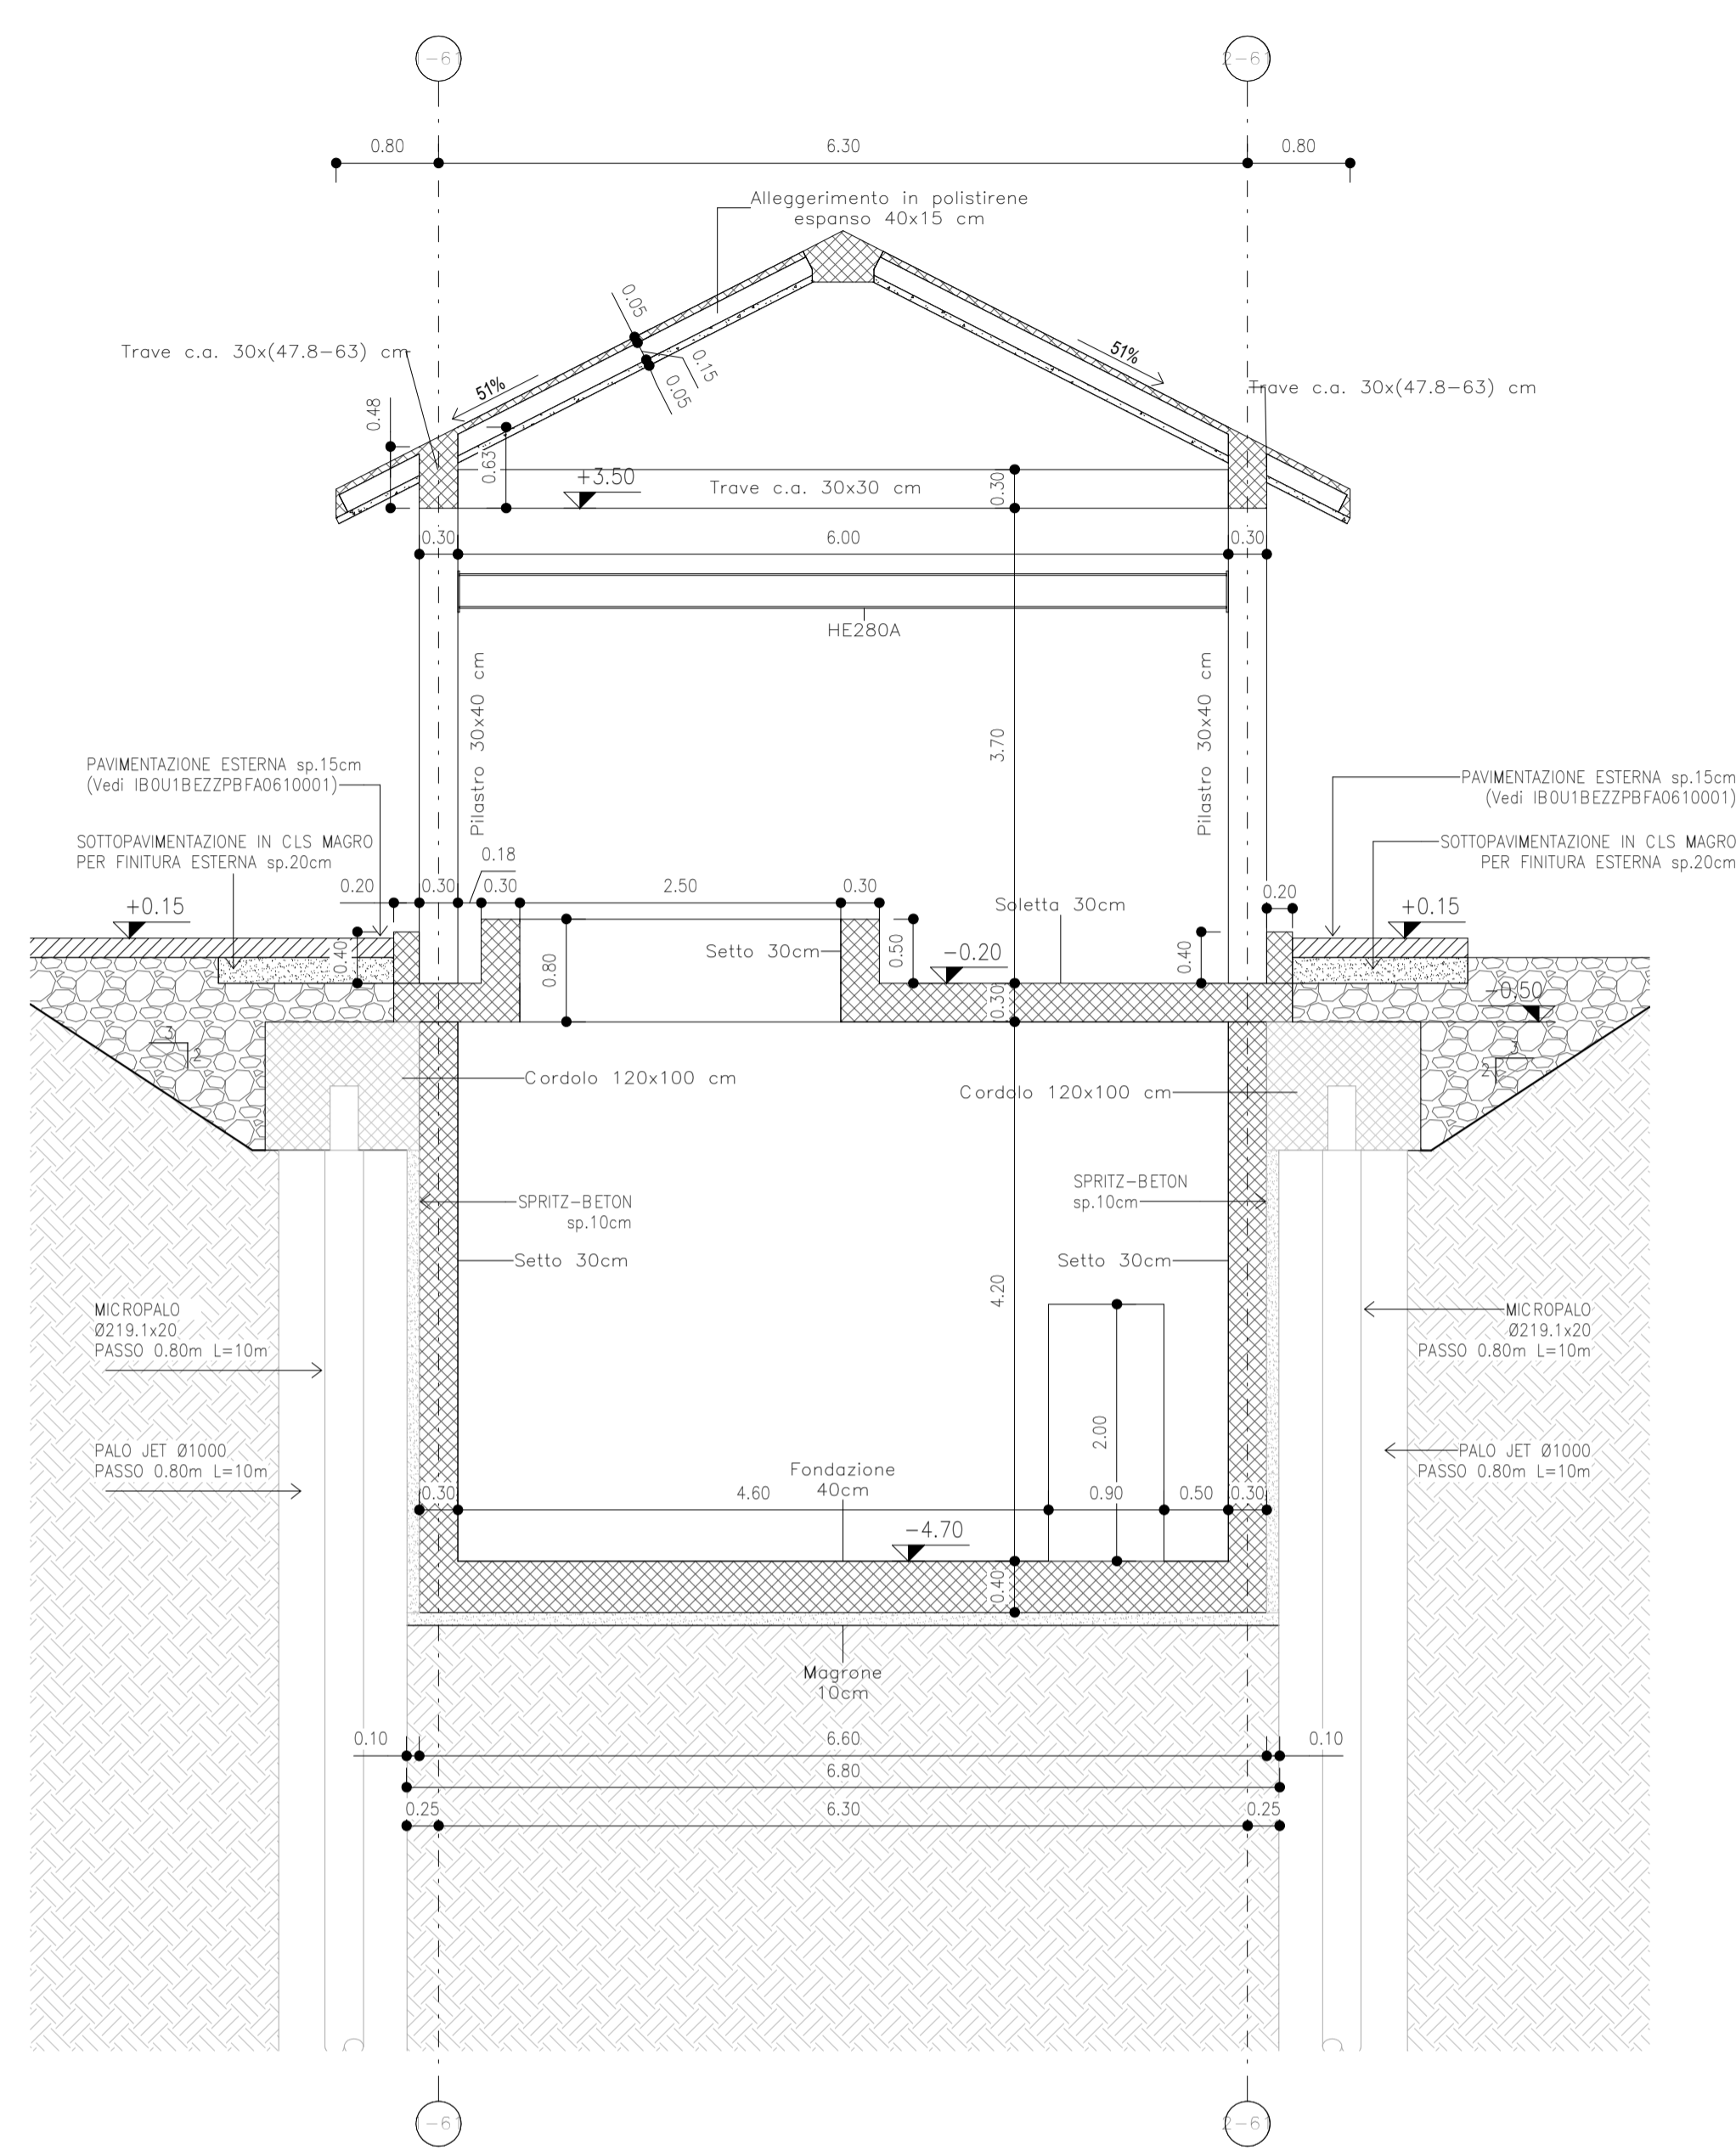 2-61
0.80
6.30
0.80
Alleggerimento in polistirene
espanso 40x15 cm
0.05
0.15
0.05
51%
51%
Trave c.a. 30x(47.8-63) cm
Trave c.a. 30x(47.8-63) cm
0.48
0.63
+3.50
Trave c.a. 30x30 cm
0.30
0.30
6.00
0.30
HE280A
Pilastro 30x40 cm
Pilastro 30x40 cm
3.70
PAVIMENTAZIONE ESTERNA sp.15cm
(Vedi IB0U1BEZZPBFA0610001)
PAVIMENTAZIONE ESTERNA sp.15cm
(Vedi IB0U1BEZZPBFA0610001)
SOTTOPAVIMENTAZIONE IN CLS MAGRO
PER FINITURA ESTERNA sp.20cm
SOTTOPAVIMENTAZIONE IN CLS MAGRO
PER FINITURA ESTERNA sp.20cm
0.18
0.20
0.30
0.30
2.50
0.30
0.20
+0.15
+0.15
Soletta 30cm
0.40
0.80
Setto 30cm
0.50
-0.20
0.40
0.30
-0.50
3
2
3
2
Cordolo 120x100 cm
Cordolo 120x100 cm
SPRITZ-BETON
sp.10cm
SPRITZ-BETON
sp.10cm
Setto 30cm
Setto 30cm
4.20
MICROPALO
Ø219.1x20
PASSO 0.80m L=10m
MICROPALO
Ø219.1x20
PASSO 0.80m L=10m
2.00
PALO JET Ø1000
PASSO 0.80m L=10m
PALO JET Ø1000
PASSO 0.80m L=10m
Fondazione
40cm
0.30
4.60
0.90
0.50
0.30
-4.70
0.40
Magrone
10cm
0.10
6.60
0.10
6.80
0.25
6.30
0.25
2-61